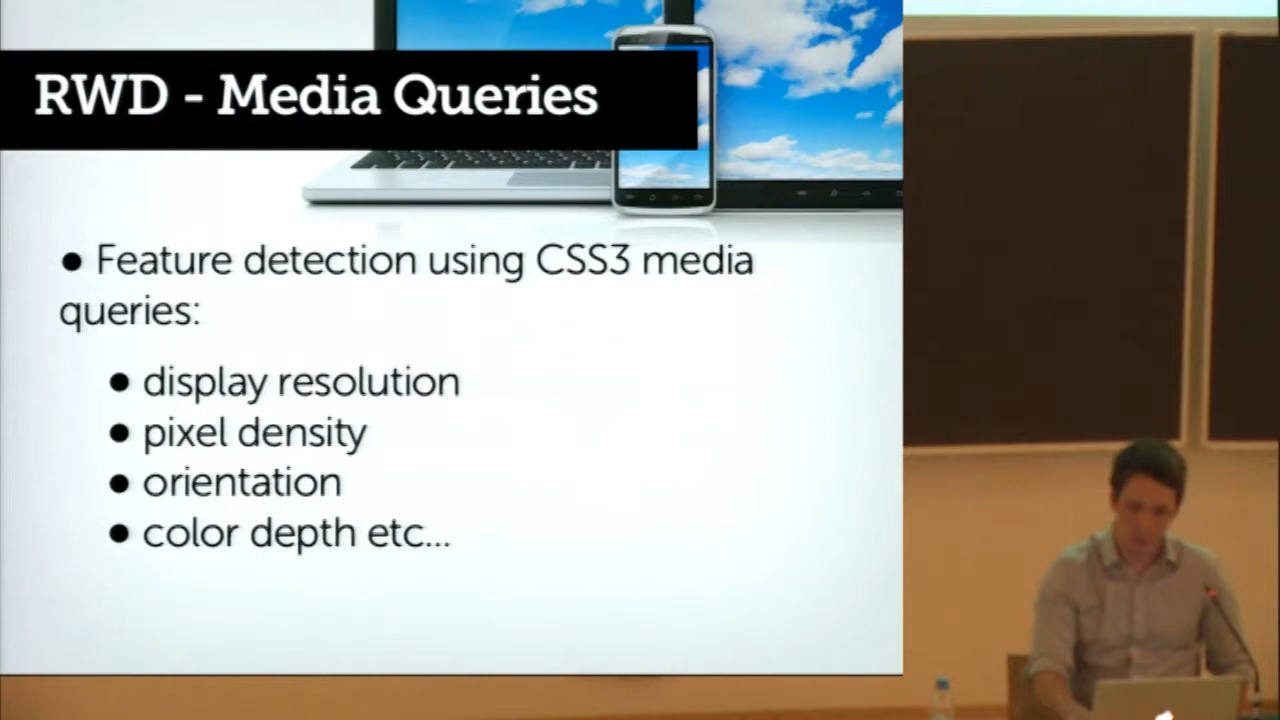 RWD - Media Queries
● Feature detection using CSS3 media
queries:
● display resolution
● pixel density
● orientation
● color depth etc...